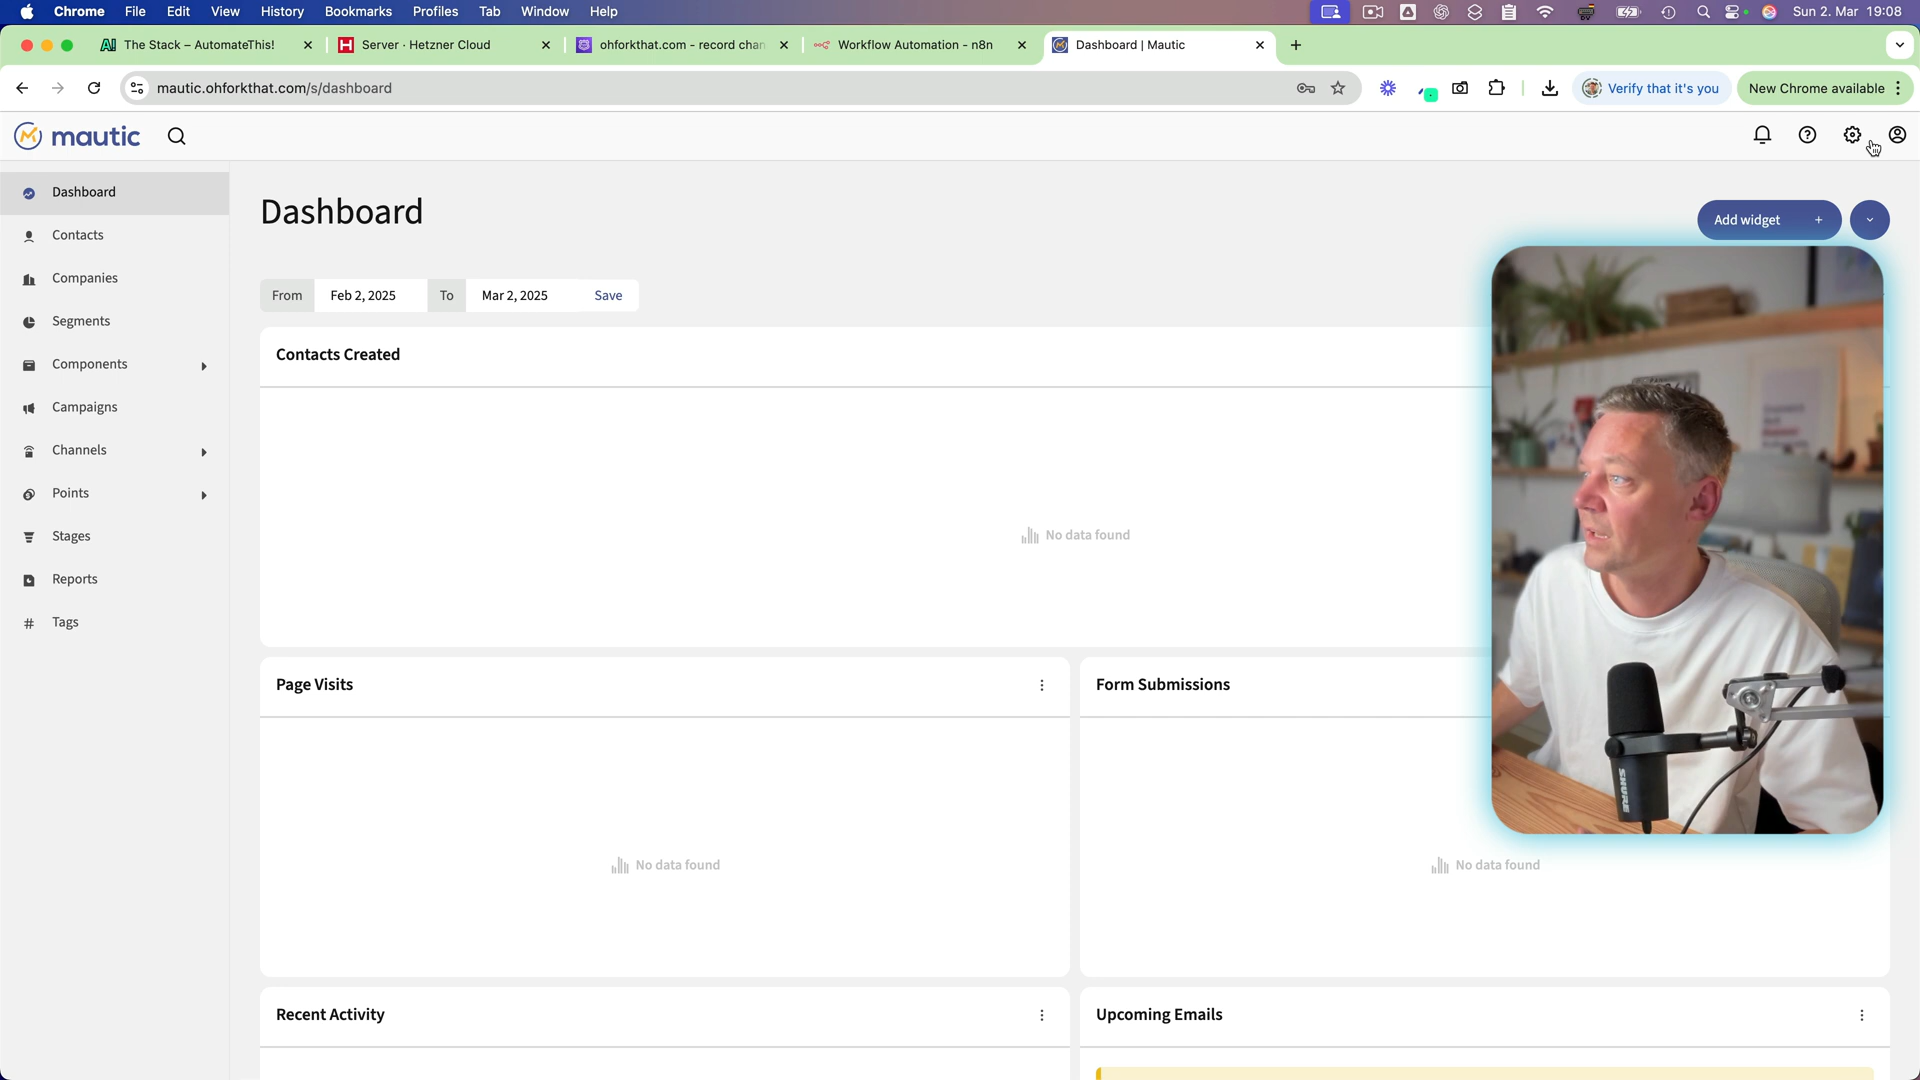 Chrome File Edit View History Bookmarks Profiles Tab Window Help
Sun 2. Mar 19:08
The Stack – AutomateThis!
Server · Hetzner Cloud
ohforkthat.com - record chan
Workflow Automation - n8n
Dashboard | Mautic
mautic.ohforkthat.com/s/dashboard
Verify that it's you
New Chrome available
mautic
Dashboard
Contacts
Companies
Segments
Components
Campaigns
Channels
Points
Stages
Reports
Tags
Dashboard
Add widget +
From Feb 2, 2025 To Mar 2, 2025 Save
Contacts Created
No data found
Page Visits
Form Submissions
No data found
No data found
SHURE
Recent Activity
Upcoming Emails